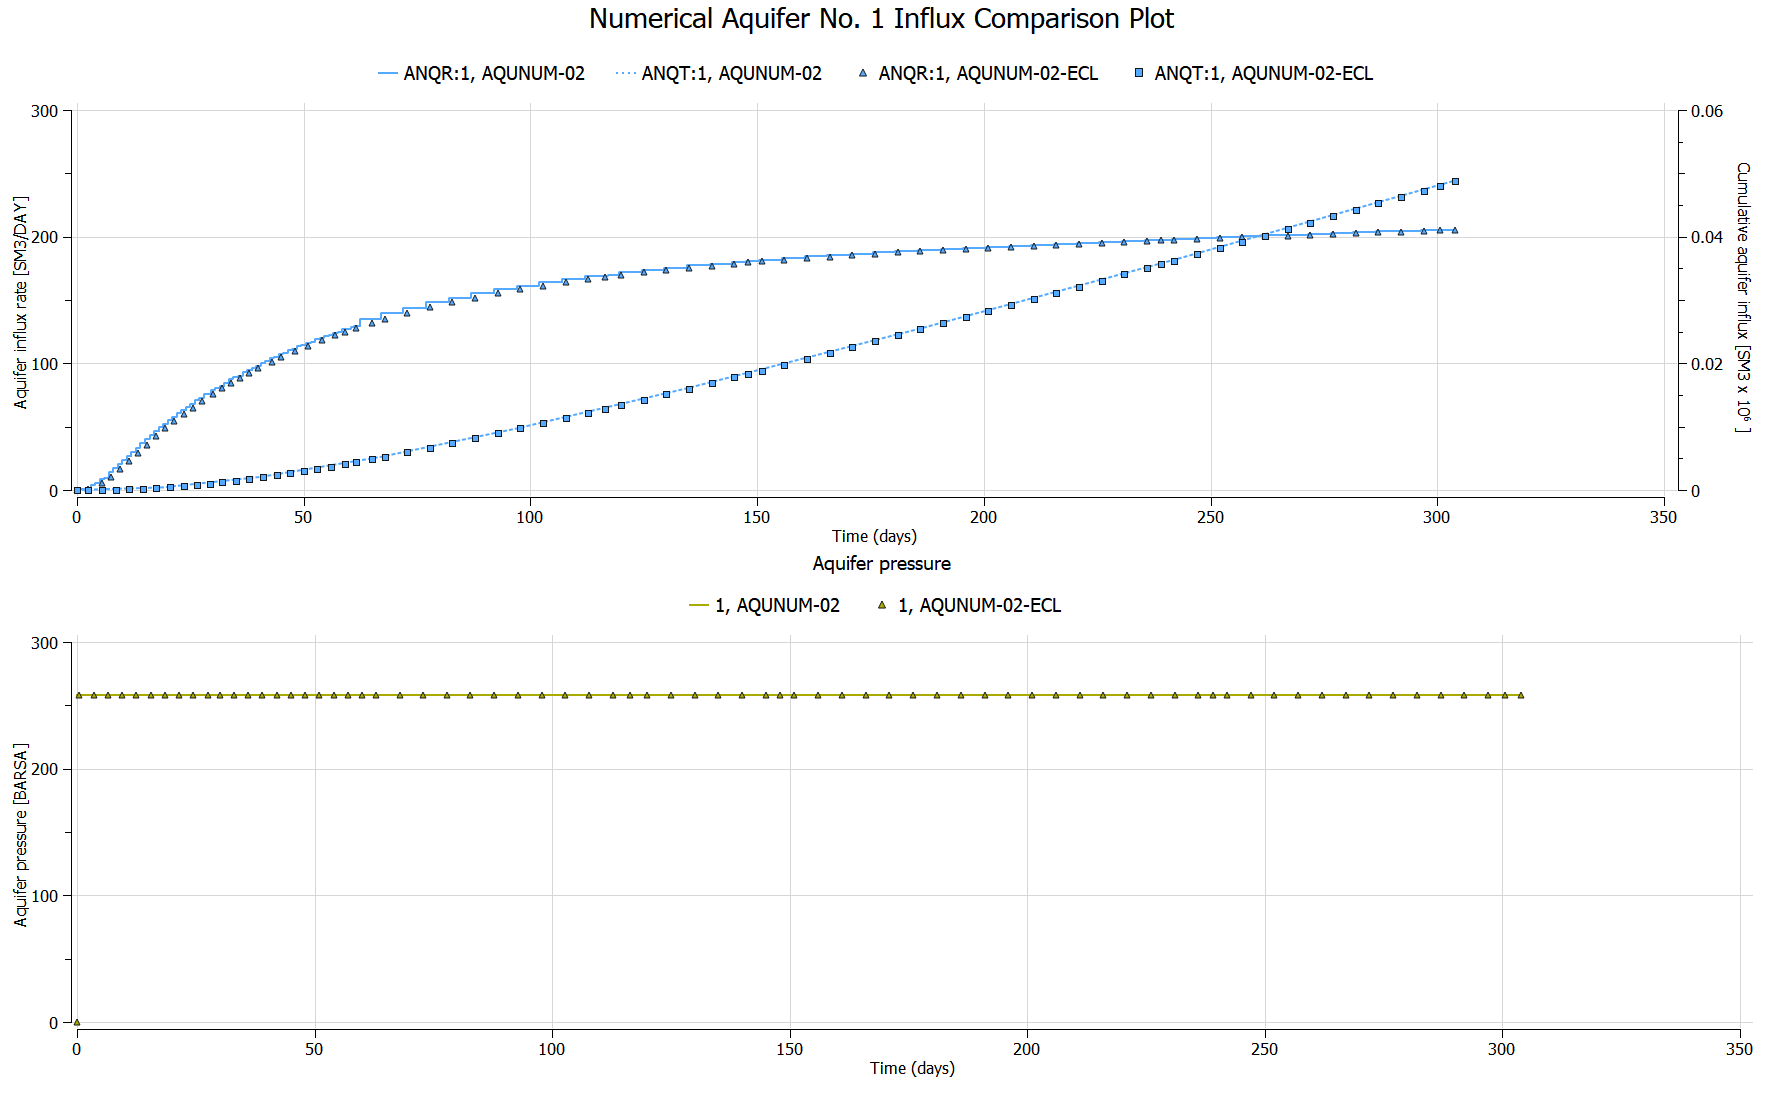 Numerical Aquifer No. 1 Influx Comparison Plot
ANQR:1, AQUNUM-02 ANQT:1, AQUNUM-02 ANQR:1, AQUNUM-02-ECL ANQT:1, AQUNUM-02-ECL
Aquifer influx rate [SM3/DAY]
300
200
100
0
0.06
0.04
0.02
0
Cumulative aquifer influx [SM3 x 10⁶ ]
0 50 100 150 200 250 300 350
Time (days)
Aquifer pressure
1, AQUNUM-02 1, AQUNUM-02-ECL
Aquifer pressure [BARSA]
300
200
100
0
0 50 100 150 200 250 300 350
Time (days)